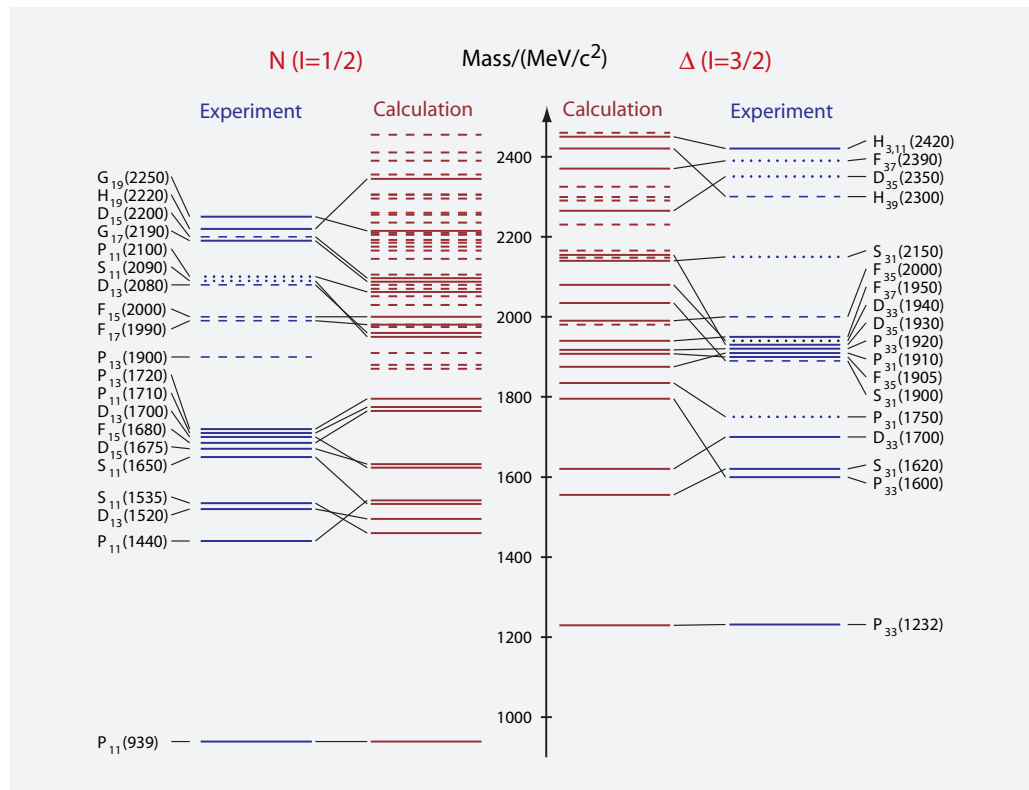 N (I=1/2) Mass/(MeV/c²) Δ (I=3/2)
Experiment Calculation Calculation Experiment
G₁₉(2250)
H₁₉(2220)
D₁₅(2200)
G₁₇(2190)
P₁₁(2100)
S₁₁(2090)
D₁₃(2080)
F₁₅(2000)
F₁₇(1990)
P₁₃(1900)
P₁₃(1720)
P₁₁(1710)
D₁₃(1700)
F₁₅(1680)
D₁₅(1675)
S₁₁(1650)
S₁₁(1535)
D₁₃(1520)
P₁₁(1440)
P₁₁(939)
2400
2200
2000
1800
1600
1400
1200
1000
H₃,₁₁(2420)
F₃₇(2390)
D₃₅(2350)
H₃₉(2300)
S₃₁(2150)
F₃₅(2000)
F₃₇(1950)
D₃₃(1940)
D₃₅(1930)
P₃₃(1920)
P₃₁(1910)
F₃₅(1905)
S₃₁(1900)
P₃₁(1750)
D₃₃(1700)
S₃₁(1620)
P₃₃(1600)
P₃₃(1232)